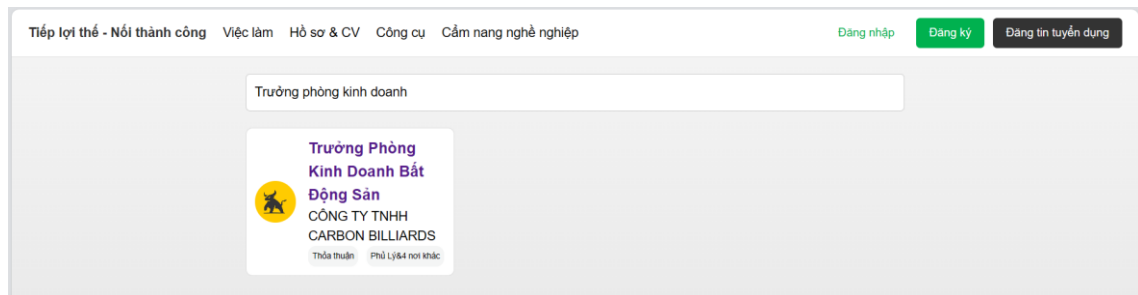 Tiếp lợi thế - Nối thành công Việc làm Hồ sơ & CV Công cụ Cẩm nang nghề nghiệp Đăng nhập Đăng ký Đăng tin tuyển dụng
Trưởng phòng kinh doanh
Trưởng Phòng
Kinh Doanh Bất
Động Sản
CÔNG TY TNHH
CARBON BILLIARDS
Thỏa thuận Phủ Lý&4 nơi khác